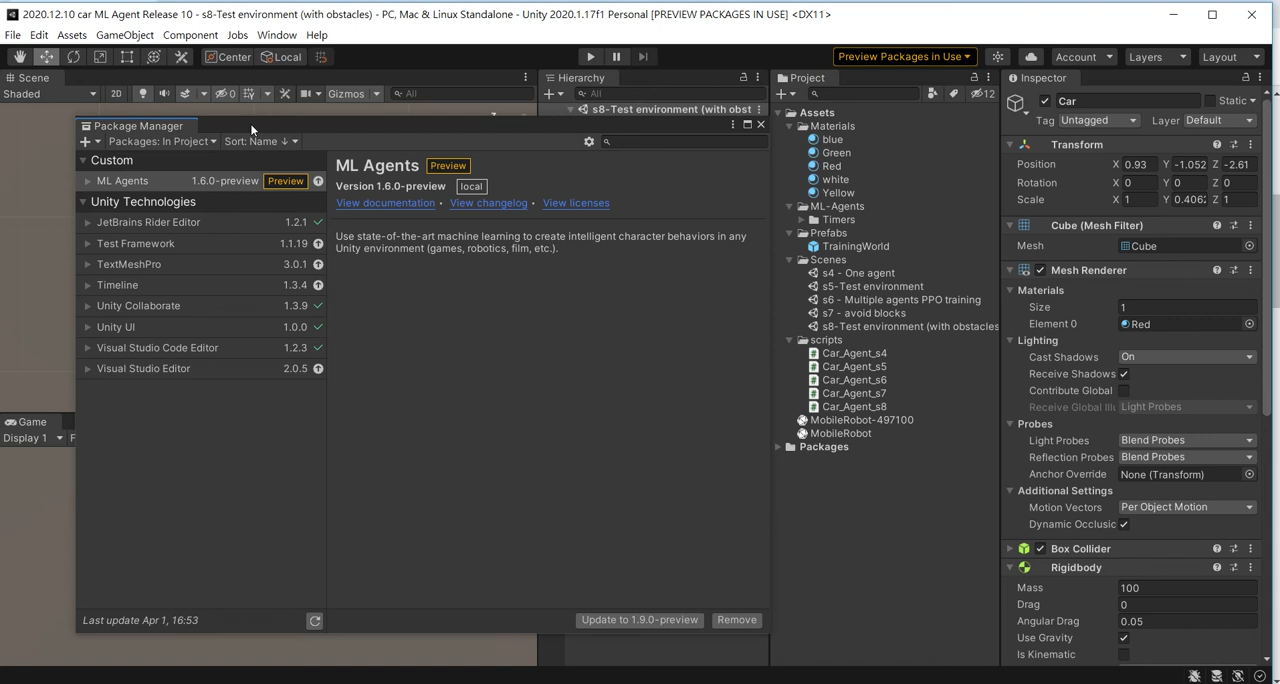 2020.12.10 car ML Agent Release 10 - s8-Test environment (with obstacles) - PC, Mac & Linux Standalone - Unity 2020.1.17f1 Personal [PREVIEW PACKAGES IN USE] <DX11>
File Edit Assets GameObject Component Jobs Window Help
Center Local Preview Packages in Use Account Layers Layout
Scene
Shaded 2D 0 Gizmos All
Hierarchy
All
s8-Test environment (with obst
Package Manager
Packages: In Project Sort: Name ↓
Custom
ML Agents 1.6.0-preview Preview
Unity Technologies
JetBrains Rider Editor 1.2.1
Test Framework 1.1.19
TextMeshPro 3.0.1
Timeline 1.3.4
Unity Collaborate 1.3.9
Unity UI 1.0.0
Visual Studio Code Editor 1.2.3
Visual Studio Editor 2.0.5
Last update Apr 1, 16:53
ML Agents Preview
Version 1.6.0-preview local
View documentation • View changelog • View licenses
Use state-of-the-art machine learning to create intelligent character behaviors in any
Unity environment (games, robotics, film, etc.).
Update to 1.9.0-preview Remove
Game
Display 1 F
Project
12
Assets
Materials
blue
Green
Red
white
Yellow
ML-Agents
Timers
Prefabs
TrainingWorld
Scenes
s4 - One agent
s5-Test environment
s6 - Multiple agents PPO training
s7 - avoid blocks
s8-Test environment (with obstacles
scripts
Car_Agent_s4
Car_Agent_s5
Car_Agent_s6
Car_Agent_s7
Car_Agent_s8
MobileRobot-497100
MobileRobot
Packages
Inspector
Car Static
Tag Untagged Layer Default
Transform
Position X 0.93 Y -1.052 Z -2.61
Rotation X 0 Y 0 Z 0
Scale X 1 Y 0.4062 Z 1
Cube (Mesh Filter)
Mesh Cube
Mesh Renderer
Materials
Size 1
Element 0 Red
Lighting
Cast Shadows On
Receive Shadows
Contribute Global
Receive Global Illu Light Probes
Probes
Light Probes Blend Probes
Reflection Probes Blend Probes
Anchor Override None (Transform)
Additional Settings
Motion Vectors Per Object Motion
Dynamic Occlusic
Box Collider
Rigidbody
Mass 100
Drag 0
Angular Drag 0.05
Use Gravity
Is Kinematic